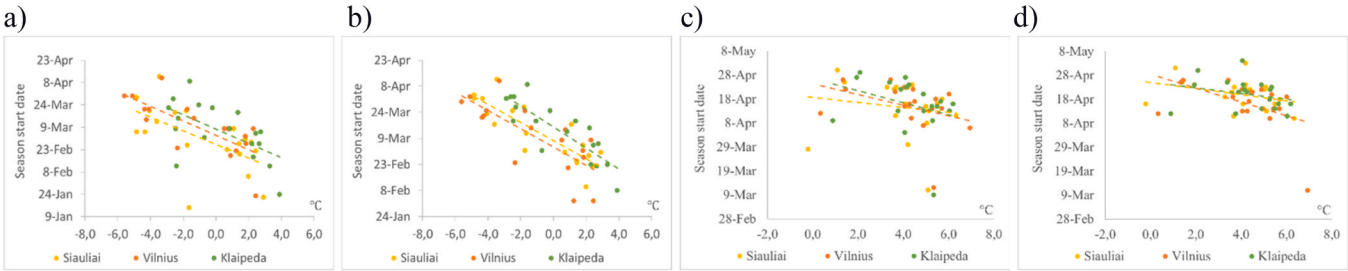 a)
Season start date
23-Apr
8-Apr
24-Mar
9-Mar
23-Feb
8-Feb
24-Jan
9-Jan
°C
-8,0 -6,0 -4,0 -2,0 0,0 2,0 4,0 6,0
Siauliai Vilnius Klaipeda
b)
Season start date
23-Apr
8-Apr
24-Mar
9-Mar
23-Feb
8-Feb
24-Jan
°C
-8,0 -6,0 -4,0 -2,0 0,0 2,0 4,0 6,0
Siauliai Vilnius Klaipeda
c)
Season start date
8-May
28-Apr
18-Apr
8-Apr
29-Mar
19-Mar
9-Mar
28-Feb
°C
-2,0 0,0 2,0 4,0 6,0 8,0
Siauliai Vilnius Klaipeda
d)
Season start date
8-May
28-Apr
18-Apr
8-Apr
29-Mar
19-Mar
9-Mar
28-Feb
°C
-2,0 0,0 2,0 4,0 6,0 8,0
Siauliai Vilnius Klaipeda